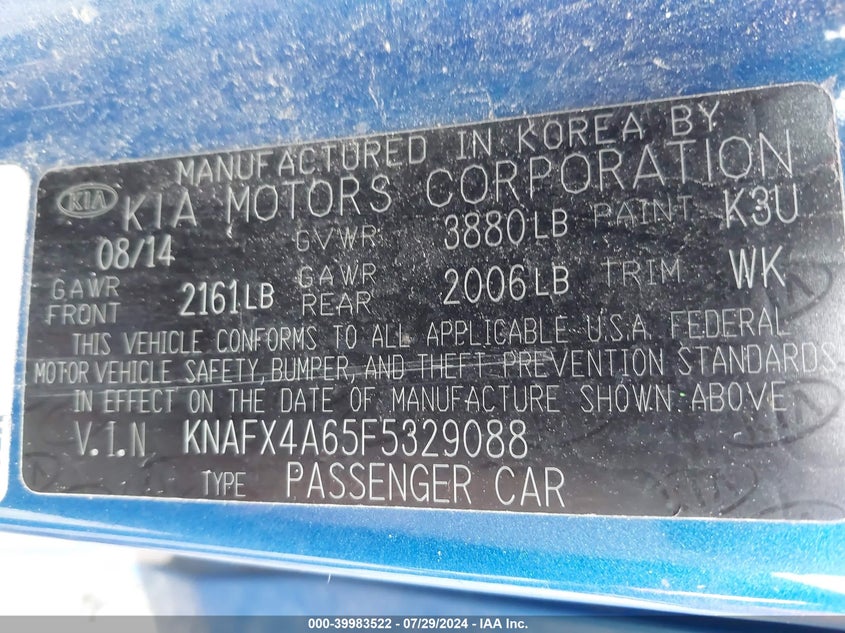 MANUFACTURED IN KOREA BY
KIA KIA MOTORS CORPORATION
08/14 GVWR 3880LB PAINT K3U
GAWR FRONT 2161LB GAWR REAR 2006LB TRIM WK
THIS VEHICLE CONFORMS TO ALL APPLICABLE U.S.A. FEDERAL
MOTOR VEHICLE SAFETY, BUMPER, AND THEFT PREVENTION STANDARDS
IN EFFECT ON THE DATE OF MANUFACTURE SHOWN ABOVE
V.I.N KNAFX4A65F5329088
TYPE PASSENGER CAR
000-39983522 / 07/29/2024 - IAA, Inc.